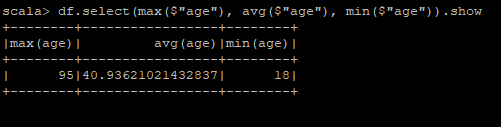 scala> df.select(max($"age"), avg($"age"), min($"age")).show
+--------+-----------------+--------+
|max(age)|         avg(age)|min(age)|
+--------+-----------------+--------+
|      95|40.93621021432837|      18|
+--------+-----------------+--------+